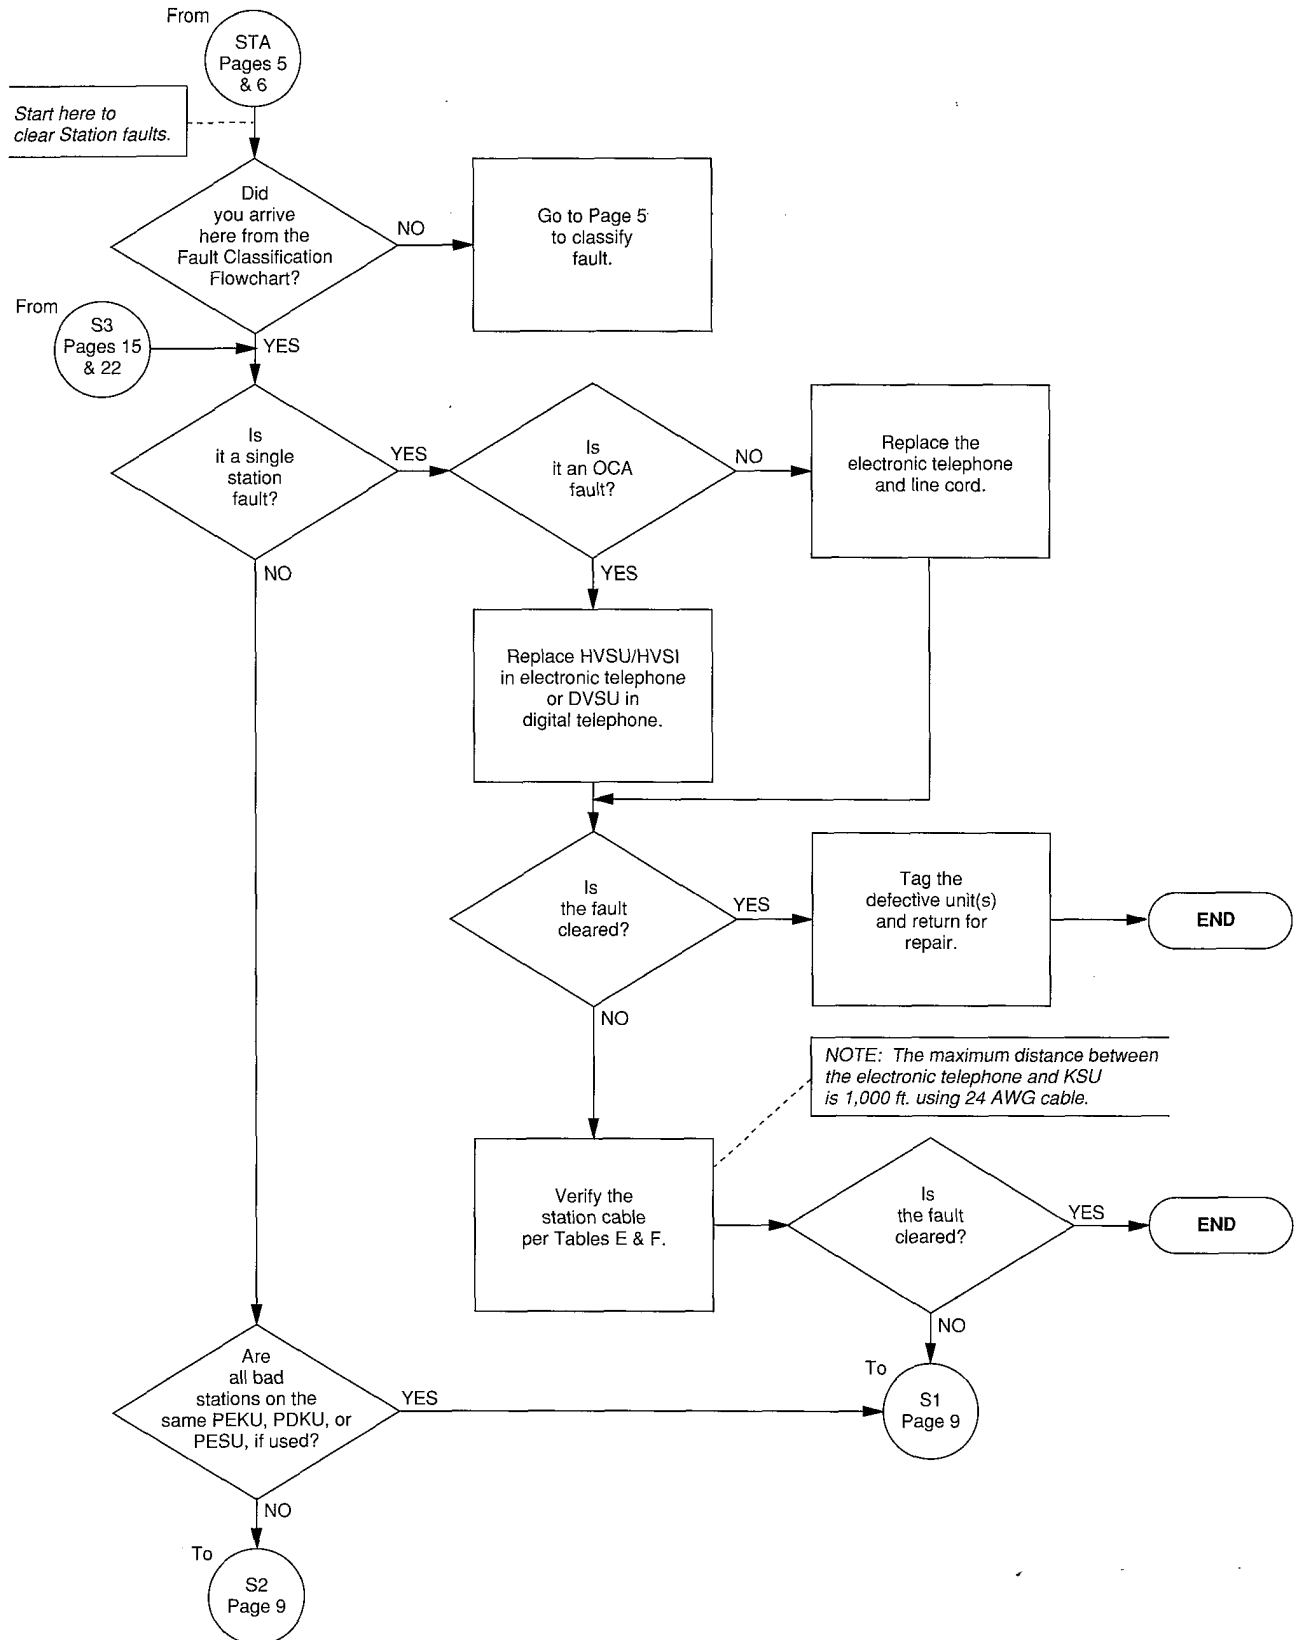 From
STA
Pages 5
& 6
Start here to
clear Station faults.
Did
you arrive
here from the
Fault Classification
Flowchart?
NO
Go to Page 5
to classify
fault.
From
S3
Pages 15
& 22
YES
Is
it a single
station
fault?
YES
Is
it an OCA
fault?
NO
Replace the
electronic telephone
and line cord.
NO
YES
Replace HVSU/HVSI
in electronic telephone
or DVSU in
digital telephone.
Is
the fault
cleared?
YES
Tag the
defective unit(s)
and return for
repair.
END
NO
NOTE: The maximum distance between
the electronic telephone and KSU
is 1,000 ft. using 24 AWG cable.
Verify the
station cable
per Tables E & F.
Is
the fault
cleared?
YES
END
NO
Are
all bad
stations on the
same PEKU, PDKU, or
PESU, if used?
YES
To
S1
Page 9
NO
To
S2
Page 9